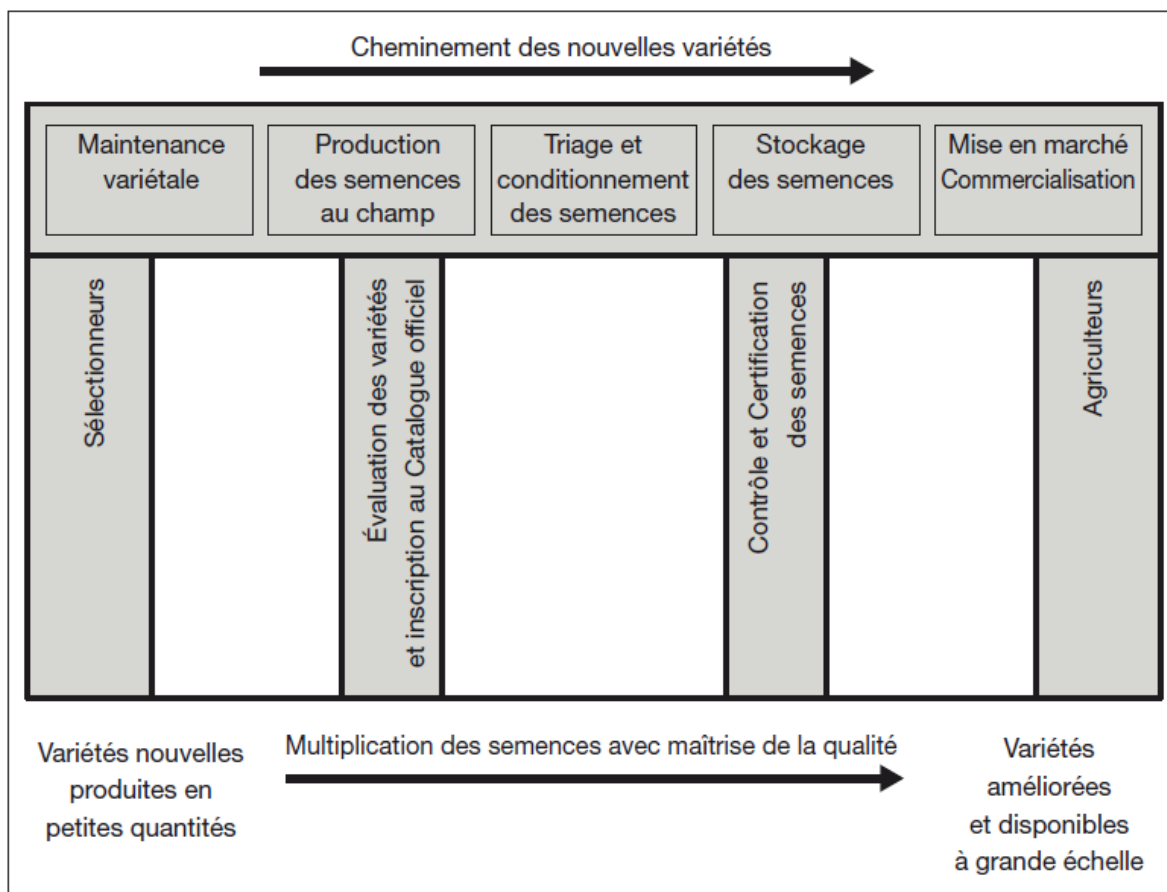 Cheminement des nouvelles variétés
Maintenance
variétale
Production
des semences
au champ
Triage et
conditionnement
des semences
Stockage
des semences
Mise en marché
Commercialisation
Sélectionneurs
Évaluation des variétés
et inscription au Catalogue officiel
Contrôle et Certification
des semences
Agriculteurs
Variétés nouvelles
produites en
petites quantités
Multiplication des semences avec maîtrise de la qualité
Variétés
améliorées
et disponibles
à grande échelle